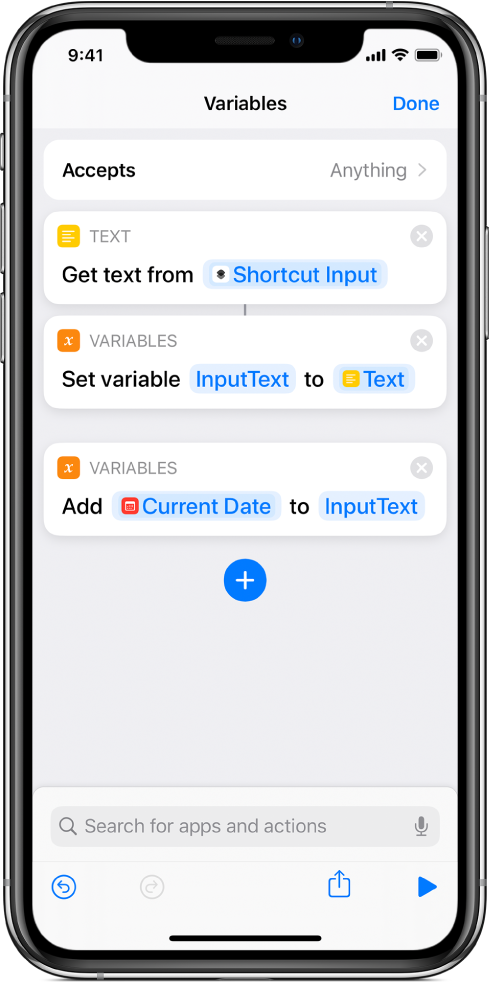 9:41
Variables Done
Accepts Anything
TEXT
Get text from Shortcut Input
VARIABLES
Set variable InputText to Text
VARIABLES
Add Current Date to InputText
Search for apps and actions